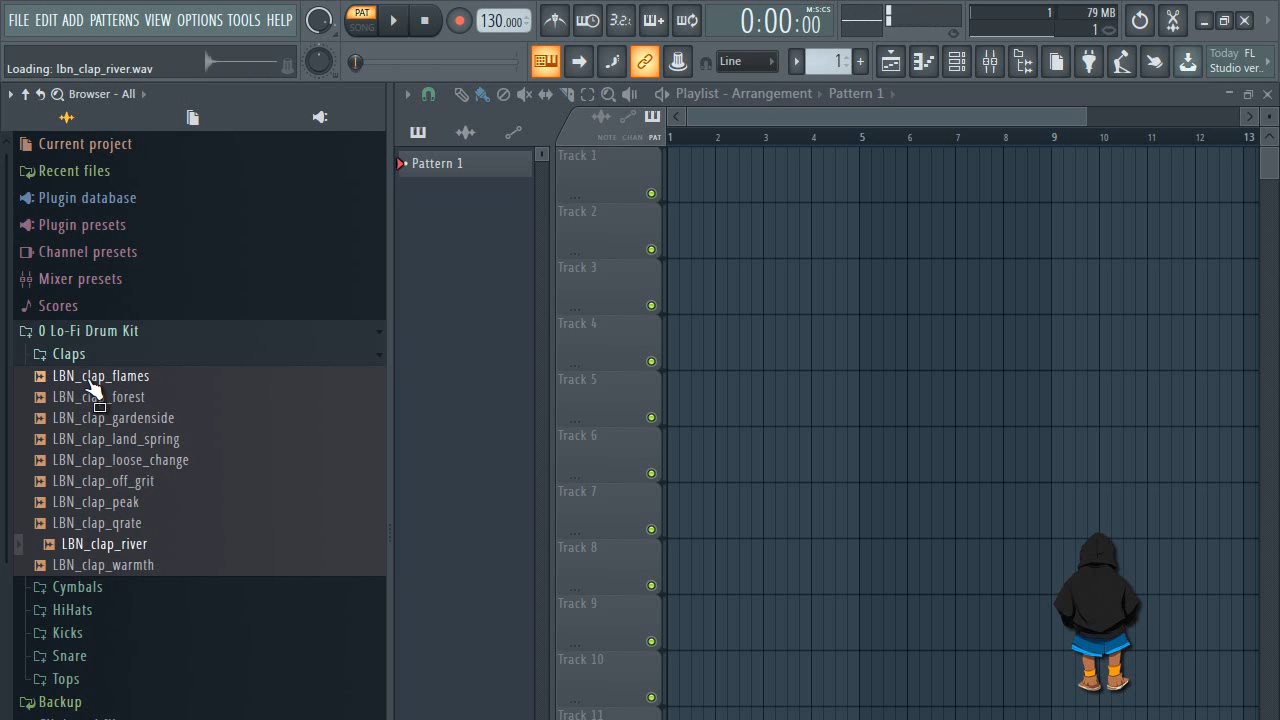 FILE EDIT ADD PATTERNS VIEW OPTIONS TOOLS HELP
PAT
SONG
130.000
3.2:
0:00:00
M:S:CS
1
79 MB
1
Loading: lbn_clap_river.wav
Line
1
Today FL
Studio ver..
Browser - All
Playlist - Arrangement
Pattern 1
NOTE CHAN PAT
1 2 3 4 5 6 7 8 9 10 11 12 13
Pattern 1
Current project
Recent files
Plugin database
Plugin presets
Channel presets
Mixer presets
Scores
0 Lo-Fi Drum Kit
Claps
LBN_clap_flames
LBN_clap_forest
LBN_clap_gardenside
LBN_clap_land_spring
LBN_clap_loose_change
LBN_clap_off_grit
LBN_clap_peak
LBN_clap_qrate
LBN_clap_river
LBN_clap_warmth
Cymbals
HiHats
Kicks
Snare
Tops
Backup
Track 1
Track 2
Track 3
Track 4
Track 5
Track 6
Track 7
Track 8
Track 9
Track 10
Track 11